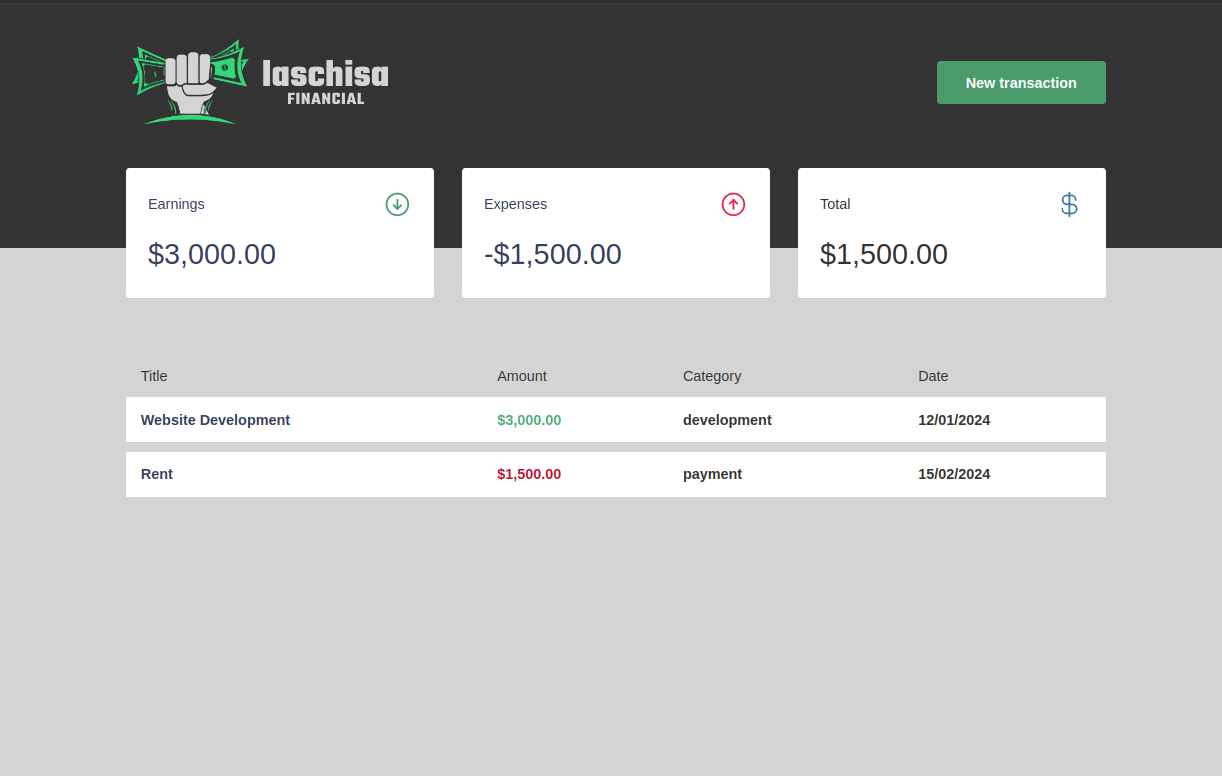 laschisa
FINANCIAL
New transaction
Earnings
Expenses
Total
$3,000.00
-$1,500.00
$1,500.00
Title Amount Category Date
Website Development $3,000.00 development 12/01/2024
Rent $1,500.00 payment 15/02/2024